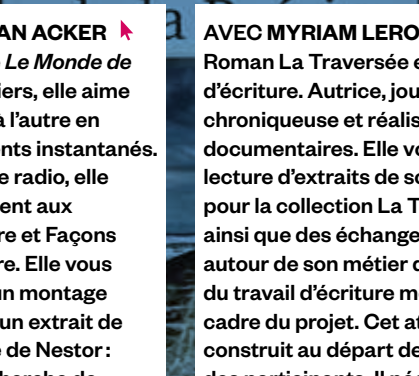 AN ACKER
Le Monde de
iers, elle aime
à l'autre en
nts instantanés.
e radio, elle
ent aux
re et Façons
re. Elle vous
un montage
un extrait de
de Nestor :
herche de
de la
AVEC MYRIAM LERO
Roman La Traversée e
d'écriture. Autrice, jou
chroniqueuse et réalis
documentaires. Elle vo
lecture d'extraits de so
pour la collection La T
ainsi que des échange
autour de son métier d
du travail d'écriture m
cadre du projet. Cet at
construit au départ de
des participants. Il pé